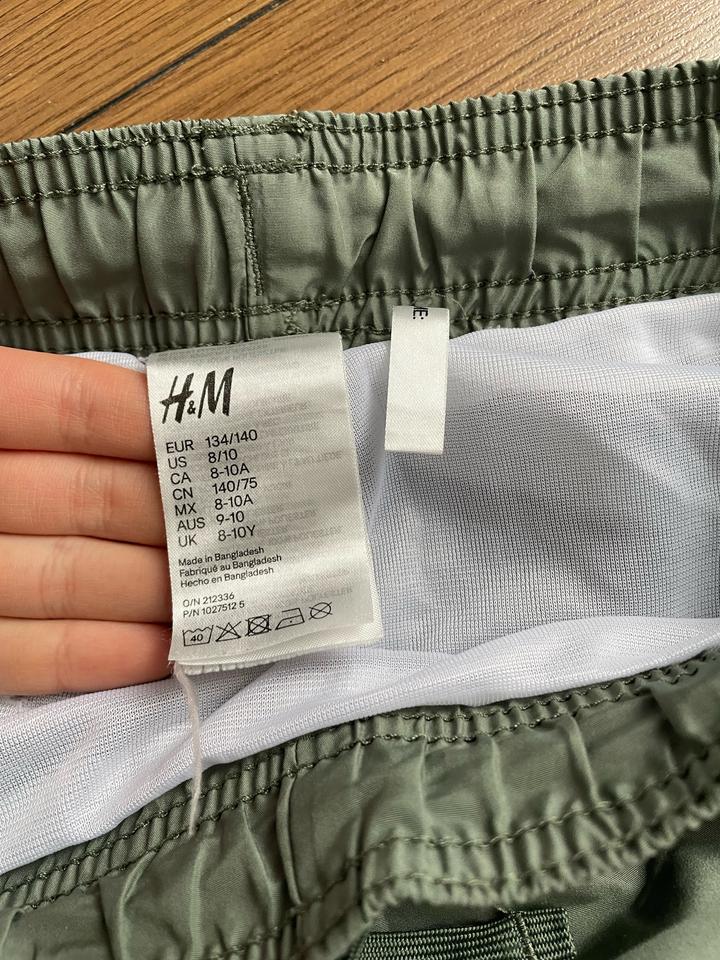 H&M
EUR 134/140
US 8/10
CA 8-10A
CN 140/75
MX 8-10A
AUS 9-10
UK 8-10Y
Made in Bangladesh
Fabriqué au Bangladesh
Hecho en Bangladesh
O/N 212336
P/N 1027512 5
40
E: